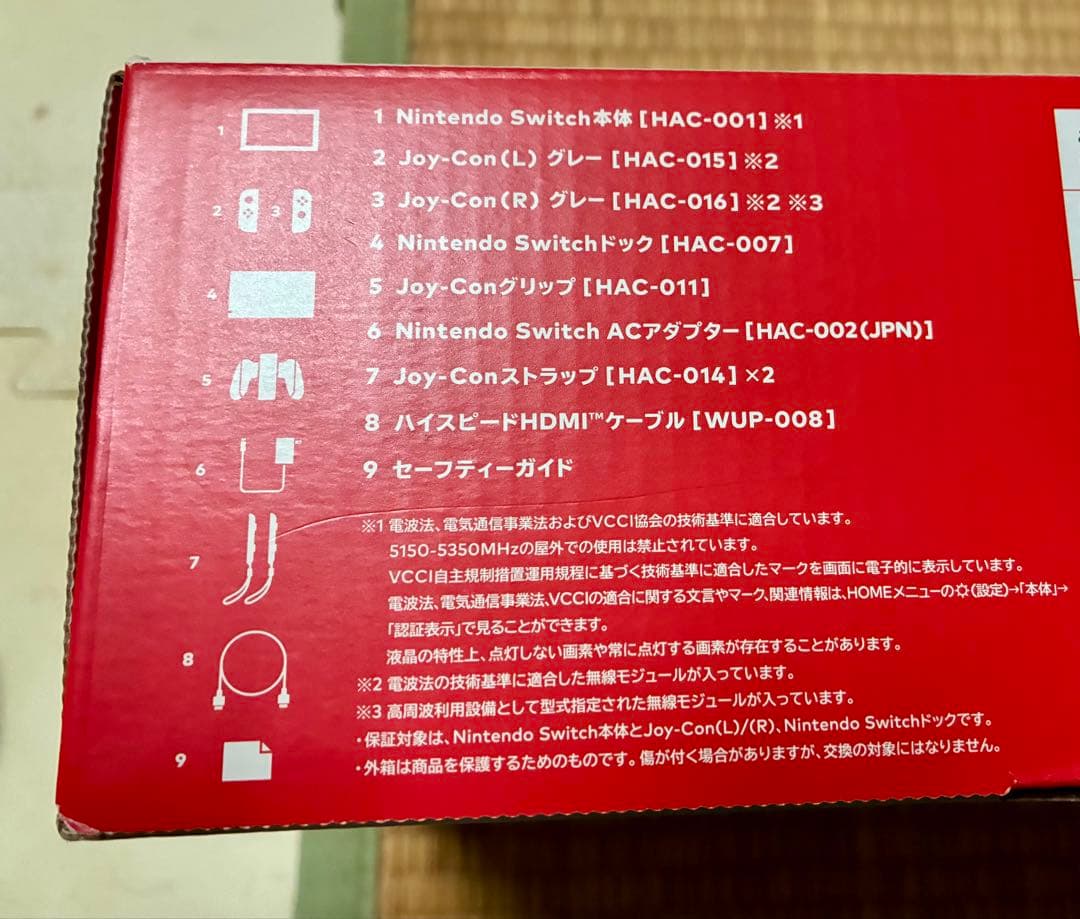 1 Nintendo Switch本体[HAC-001]※1
2 Joy-Con(L) グレー[HAC-015]※2
3 Joy-Con(R) グレー[HAC-016]※2 ※3
4 Nintendo Switchドック[HAC-007]
5 Joy-Conグリップ[HAC-011]
6 Nintendo Switch ACアダプター[HAC-002(JPN)]
7 Joy-Conストラップ[HAC-014]×2
8 ハイスピードHDMI™ケーブル[WUP-008]
9 セーフティーガイド
1
2
3
4
5
6
7
8
9
※1 電波法、電気通信事業法およびVCCI協会の技術基準に適合しています。
5150-5350MHzの屋外での使用は禁止されています。
VCCI自主規制措置運用規程に基づく技術基準に適合したマークを画面に電子的に表示しています。
電波法、電気通信事業法、VCCIの適合に関する文言やマーク、関連情報は、HOMEメニューの(設定)→「本体」→
「認証表示」で見ることができます。
液晶の特性上、点灯しない画素や常に点灯する画素が存在することがあります。
※2 電波法の技術基準に適合した無線モジュールが入っています。
※3 高周波利用設備として型式指定された無線モジュールが入っています。
・保証対象は、Nintendo Switch本体とJoy-Con(L)/(R)、Nintendo Switchドックです。
・外箱は商品を保護するためのものです。傷が付く場合がありますが、交換の対象にはなりません。